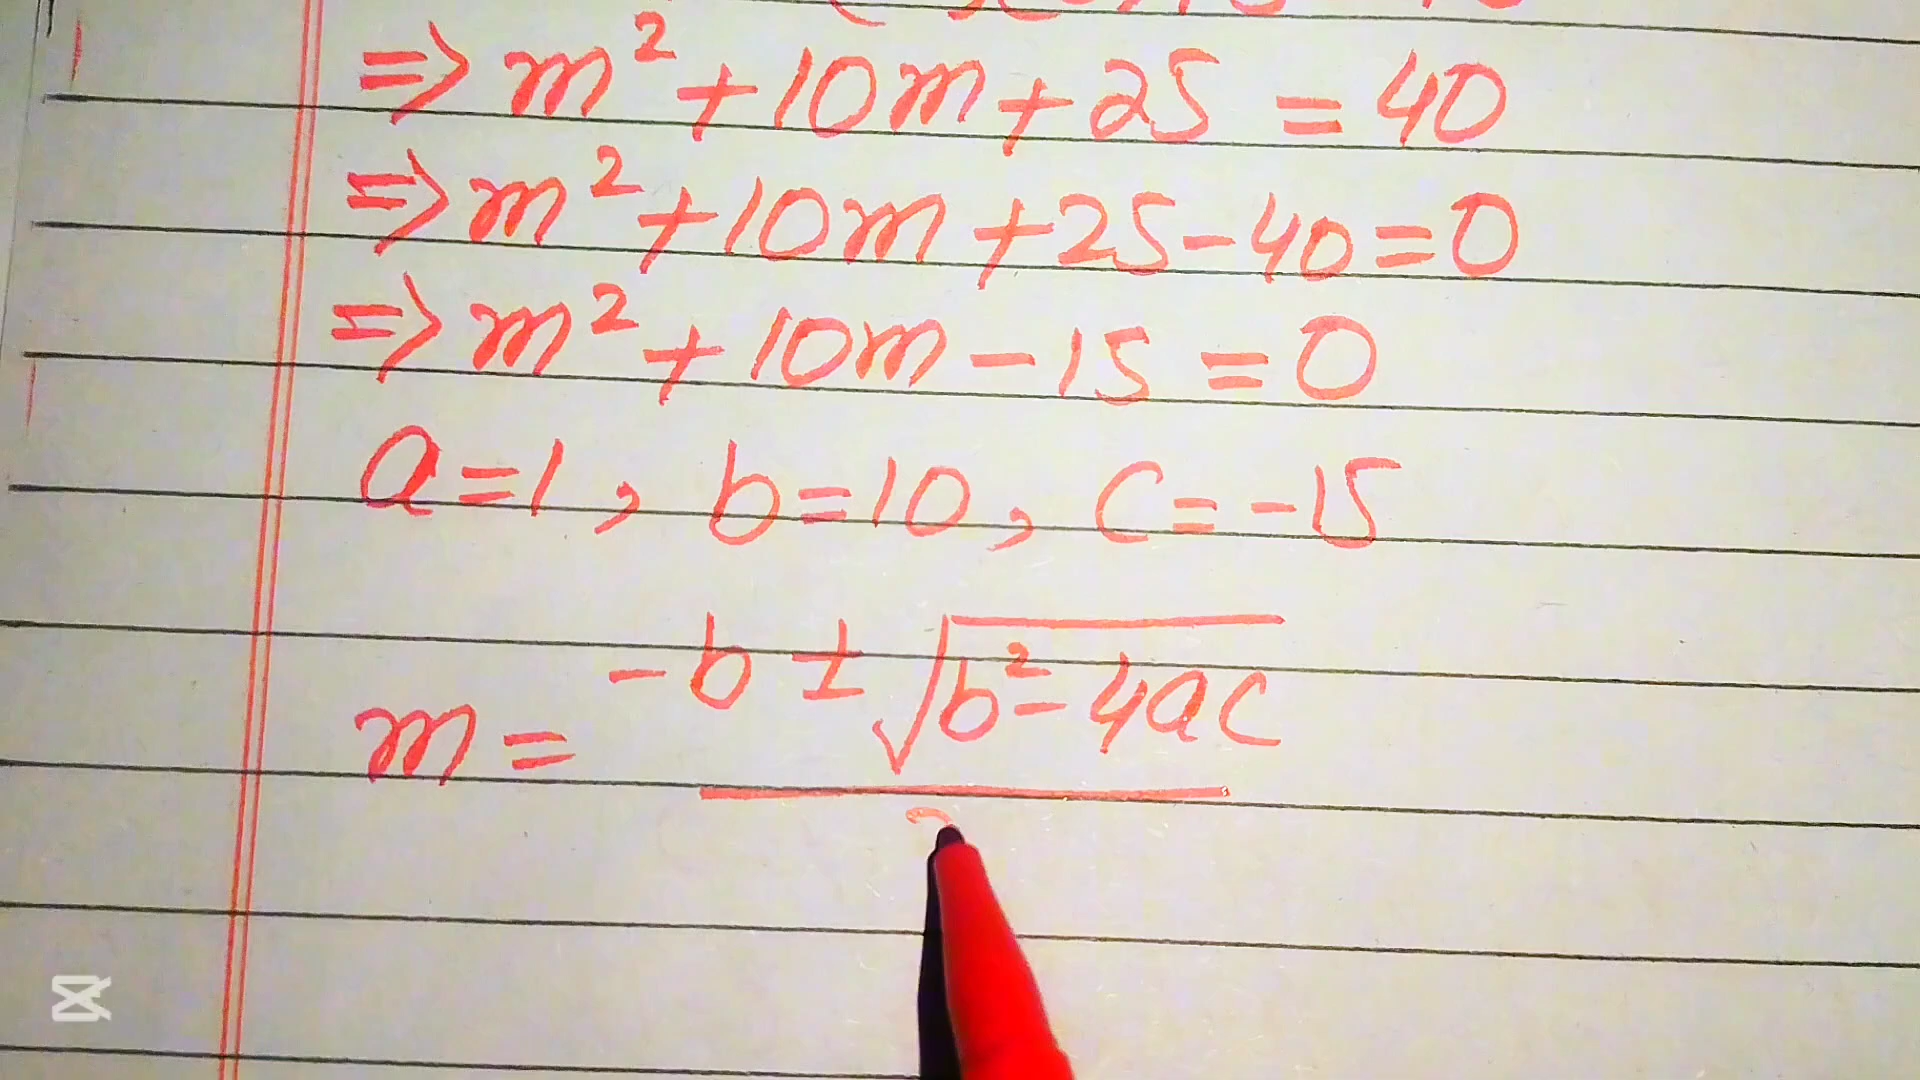 ⇒ m² + 10m + 25 = 40
⇒ m² + 10m + 25 - 40 = 0
⇒ m² + 10m - 15 = 0
a = 1, b = 10, c = -15
m = -b ± √b² - 4ac